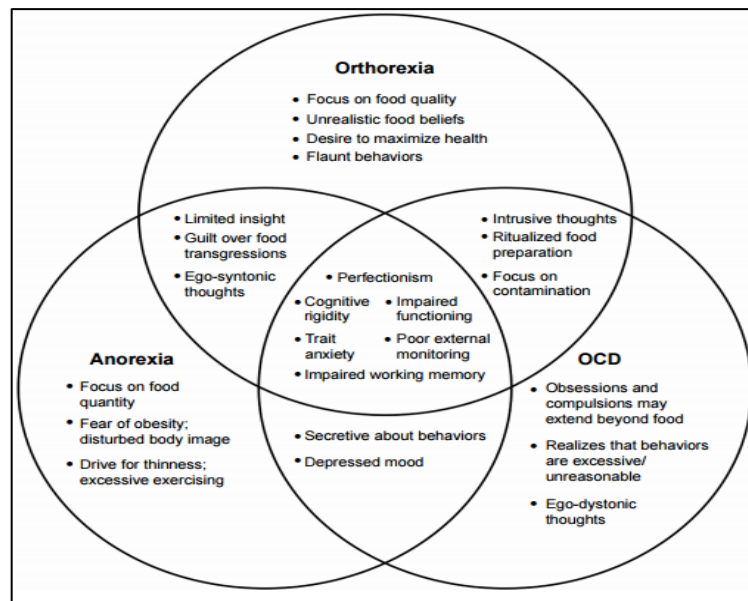 Orthorexia
• Focus on food quality
• Unrealistic food beliefs
• Desire to maximize health
• Flaunt behaviors
• Limited insight
• Guilt over food
transgressions
• Ego-syntonic
thoughts
• Intrusive thoughts
• Ritualized food
preparation
• Focus on
contamination
• Perfectionism
• Cognitive
rigidity
• Impaired
functioning
• Trait
anxiety
• Poor external
monitoring
• Impaired working memory
Anorexia
• Focus on food
quantity
• Fear of obesity;
disturbed body image
• Drive for thinness;
excessive exercising
OCD
• Obsessions and
compulsions may
extend beyond food
• Realizes that behaviors
are excessive/
unreasonable
• Ego-dystonic
thoughts
• Secretive about behaviors
• Depressed mood